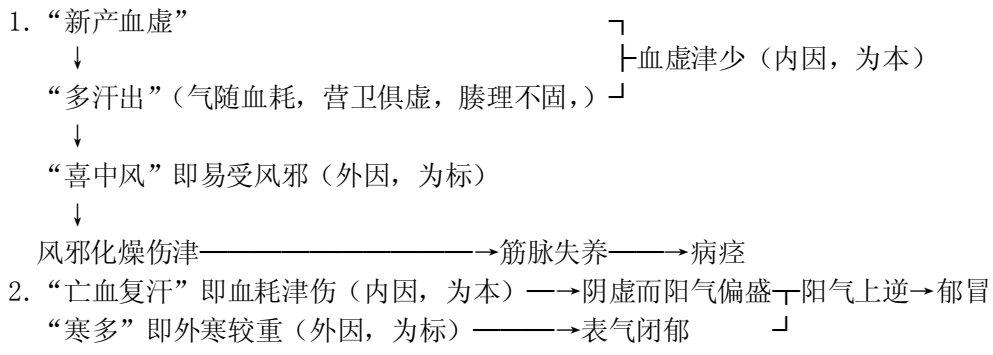 1. “新产血虚” ┐
↓ ├血虚津少（内因，为本）
“多汗出”（气随血耗，营卫俱虚，腠理不固，）┘
↓
“喜中风”即易受风邪（外因，为标）
↓
风邪化燥伤津——————————→筋脉失养———→病痉
2. “亡血复汗”即血耗津伤（内因，为本）—→阴虚而阳气偏盛┬阳气上逆→郁冒
“寒多”即外寒较重（外因，为标）———→表气闭郁 ┘